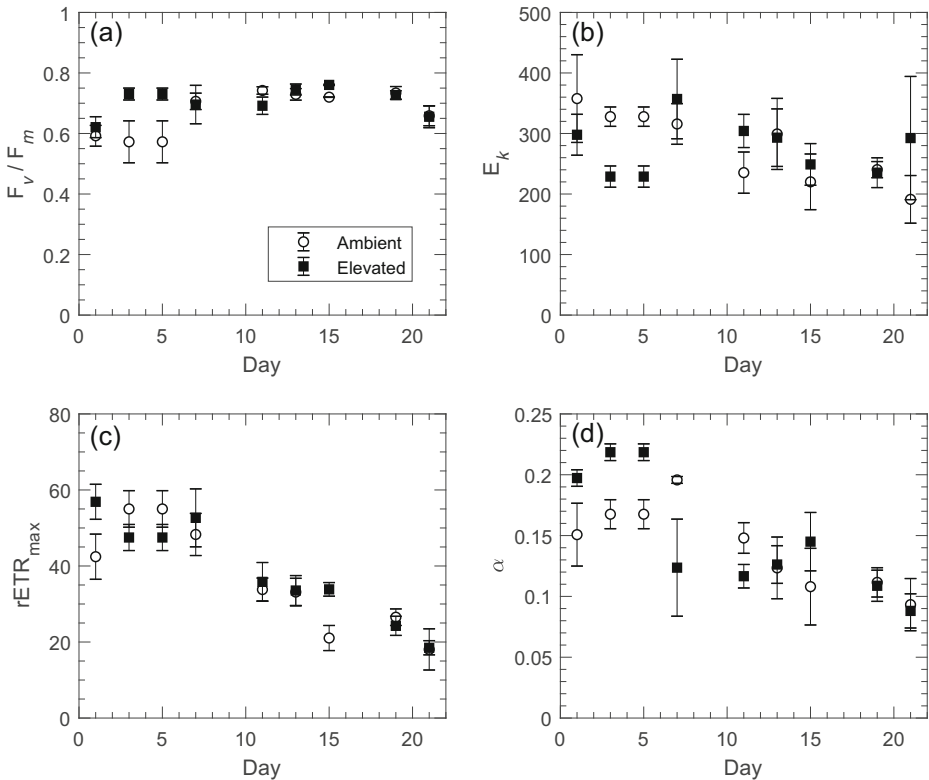 (a)
1
0.8
0.6
0.4
0.2
0
F_v / F_m
Ambient
Elevated
0 5 10 15 20
Day
(b)
500
400
300
200
100
0
E_k
0 5 10 15 20
Day
(c)
80
60
40
20
0
rETR_max
0 5 10 15 20
Day
(d)
0.25
0.2
0.15
0.1
0.05
0
α
0 5 10 15 20
Day